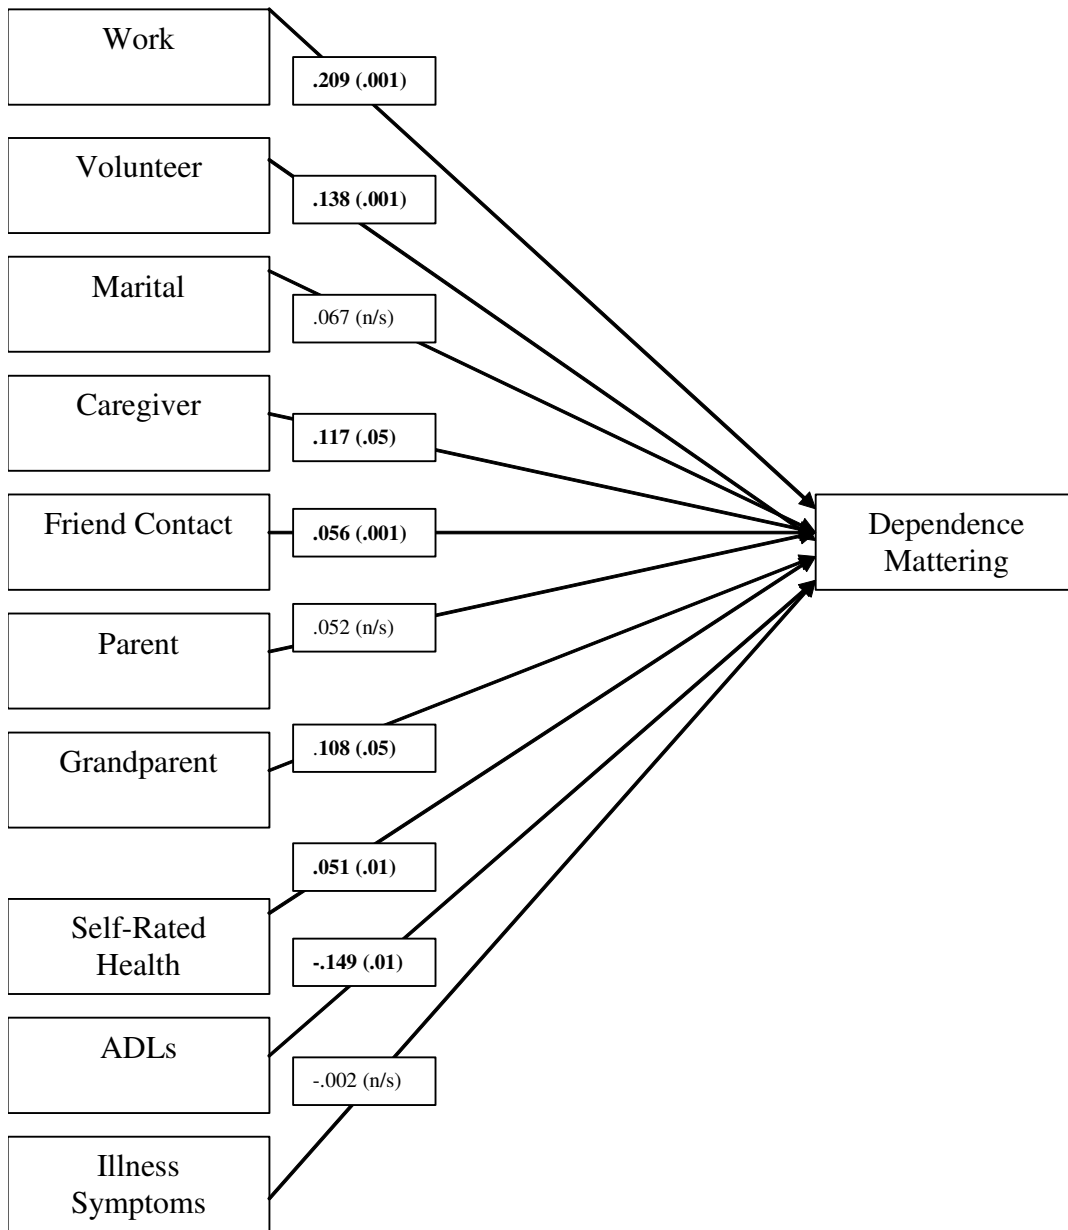 Work
.209 (.001)
Volunteer
.138 (.001)
Marital
.067 (n/s)
Caregiver
.117 (.05)
Friend Contact
.056 (.001)
Dependence
Mattering
Parent
.052 (n/s)
Grandparent
.108 (.05)
.051 (.01)
Self-Rated
Health
-.149 (.01)
ADLs
-.002 (n/s)
Illness
Symptoms